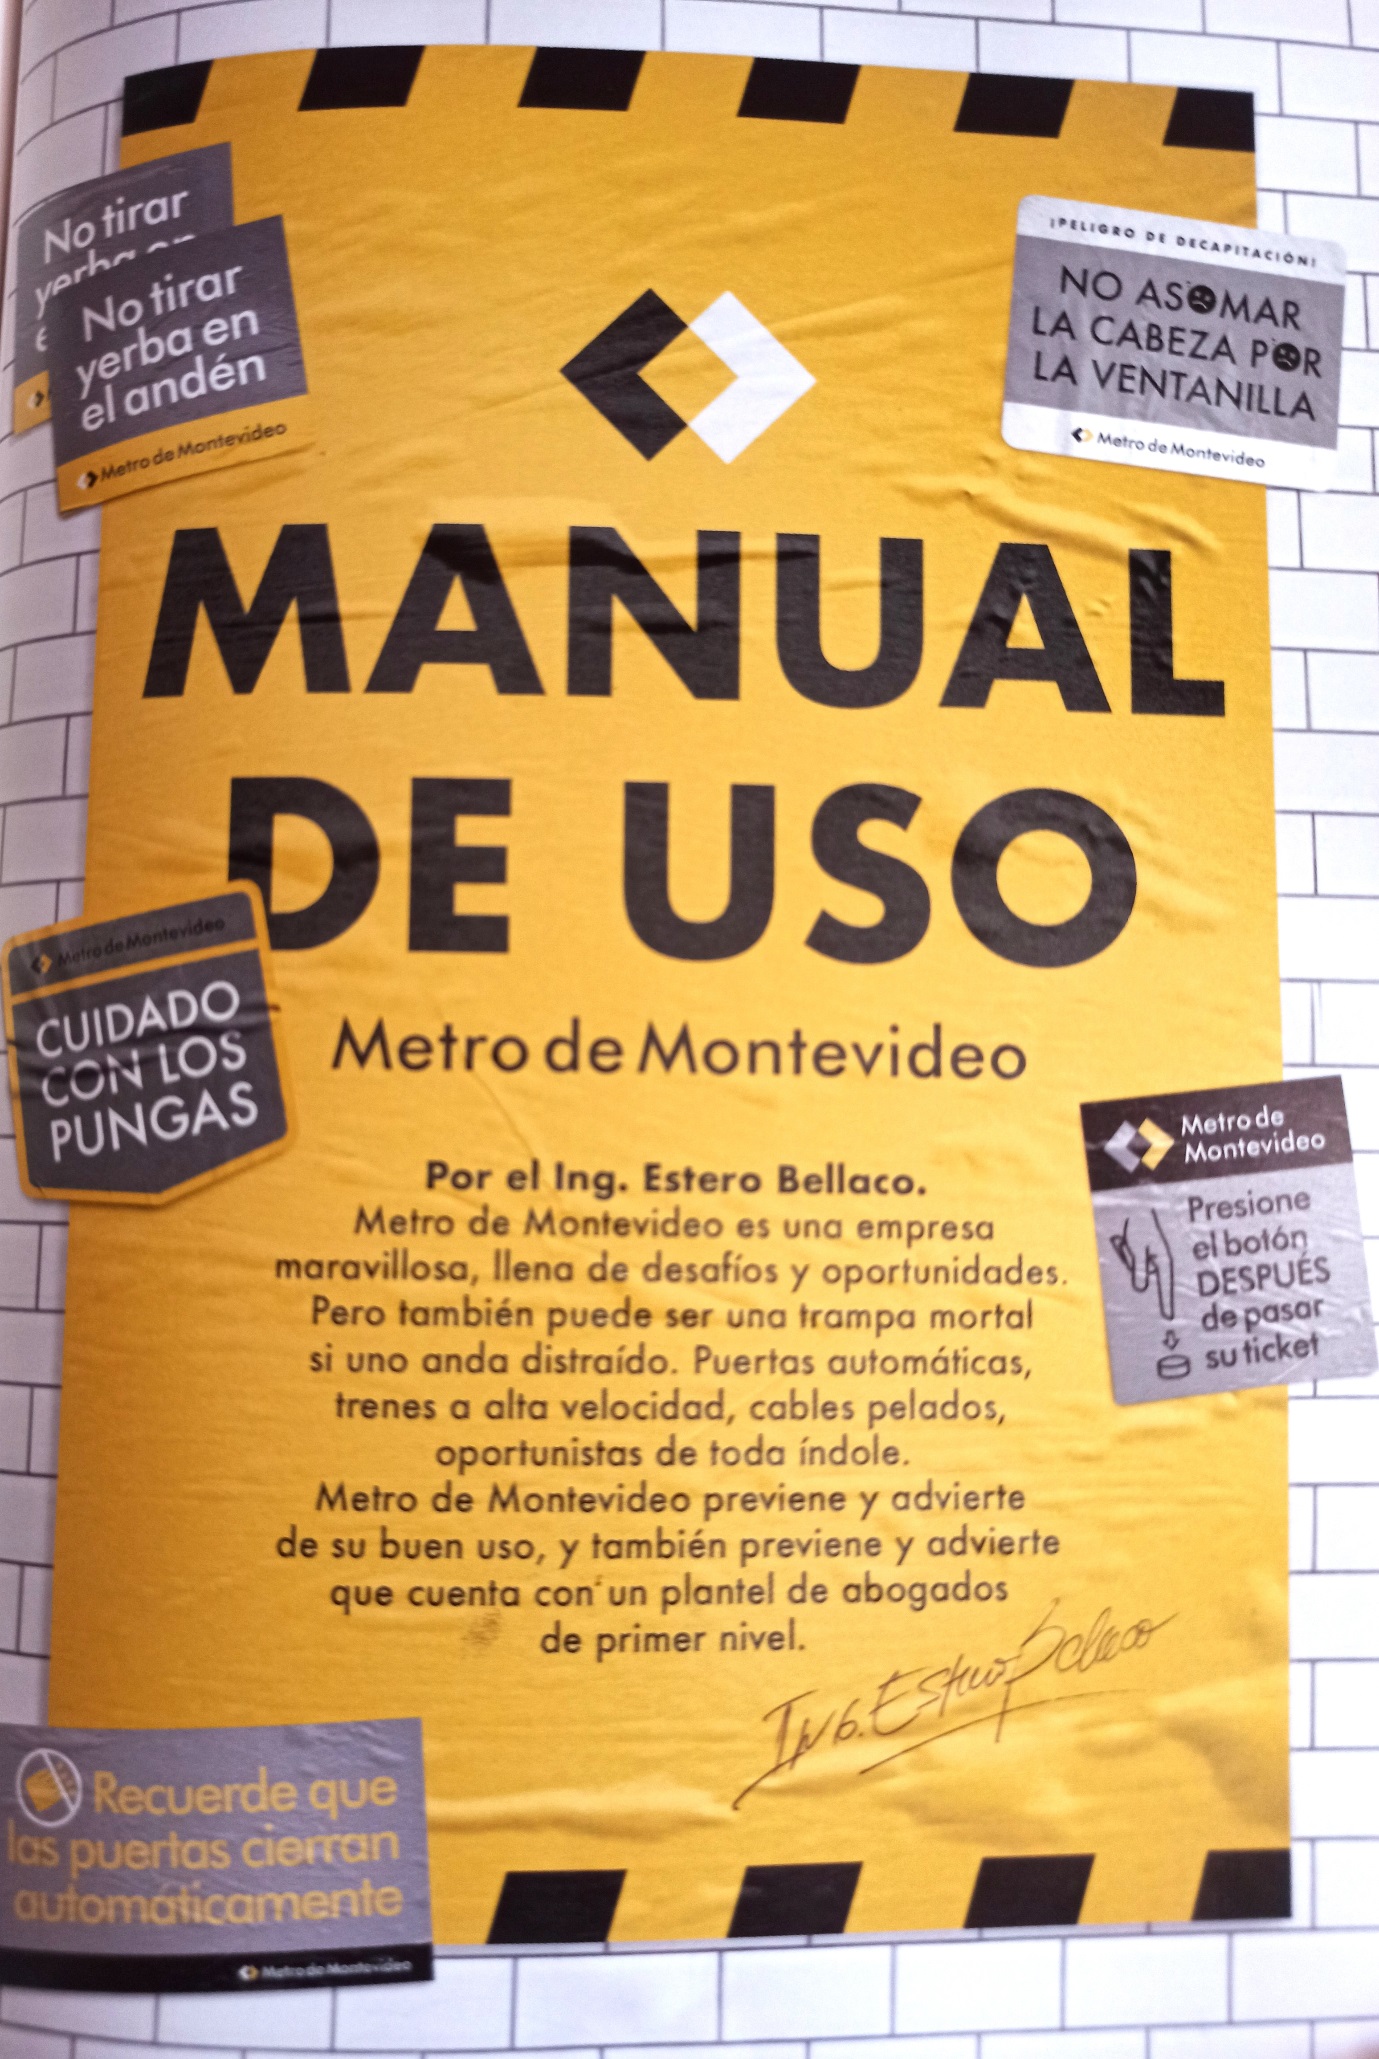 No tirar
yerba en
No tirar
yerba en
el andén
Metro de Montevideo
¡PELIGRO DE DECAPITACIÓN!
NO ASOMAR
LA CABEZA POR
LA VENTANILLA
Metro de Montevideo
MANUAL
DE USO
Metro de Montevideo
Metro de Montevideo
CUIDADO
CON LOS
PUNGAS
Por el Ing. Estero Bellaco.
Metro de Montevideo es una empresa
maravillosa, llena de desafíos y oportunidades.
Pero también puede ser una trampa mortal
si uno anda distraído. Puertas automáticas,
trenes a alta velocidad, cables pelados,
oportunistas de toda índole.
Metro de Montevideo previene y advierte
de su buen uso, y también previene y advierte
que cuenta con un plantel de abogados
de primer nivel.
Metro de
Montevideo
Presione
el botón
DESPUÉS
de pasar
su ticket
Ing. Estero Bellaco
Recuerde que
las puertas cierran
automáticamente
Metro de Montevideo